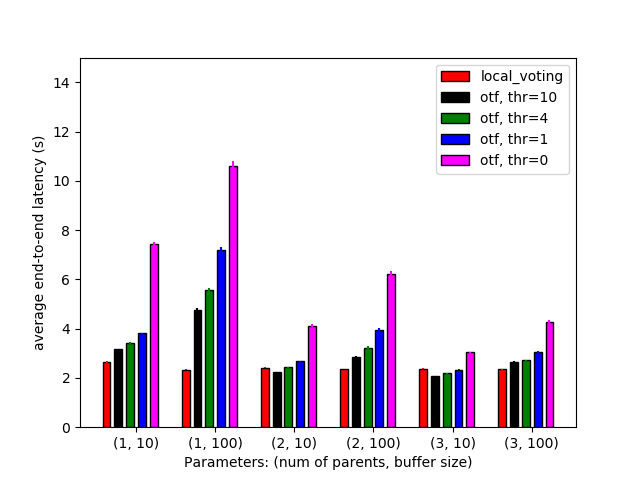 local_voting
otf, thr=10
otf, thr=4
otf, thr=1
otf, thr=0
average end-to-end latency (s)
14
12
10
8
6
4
2
0
(1, 10) (1, 100) (2, 10) (2, 100) (3, 10) (3, 100)
Parameters: (num of parents, buffer size)